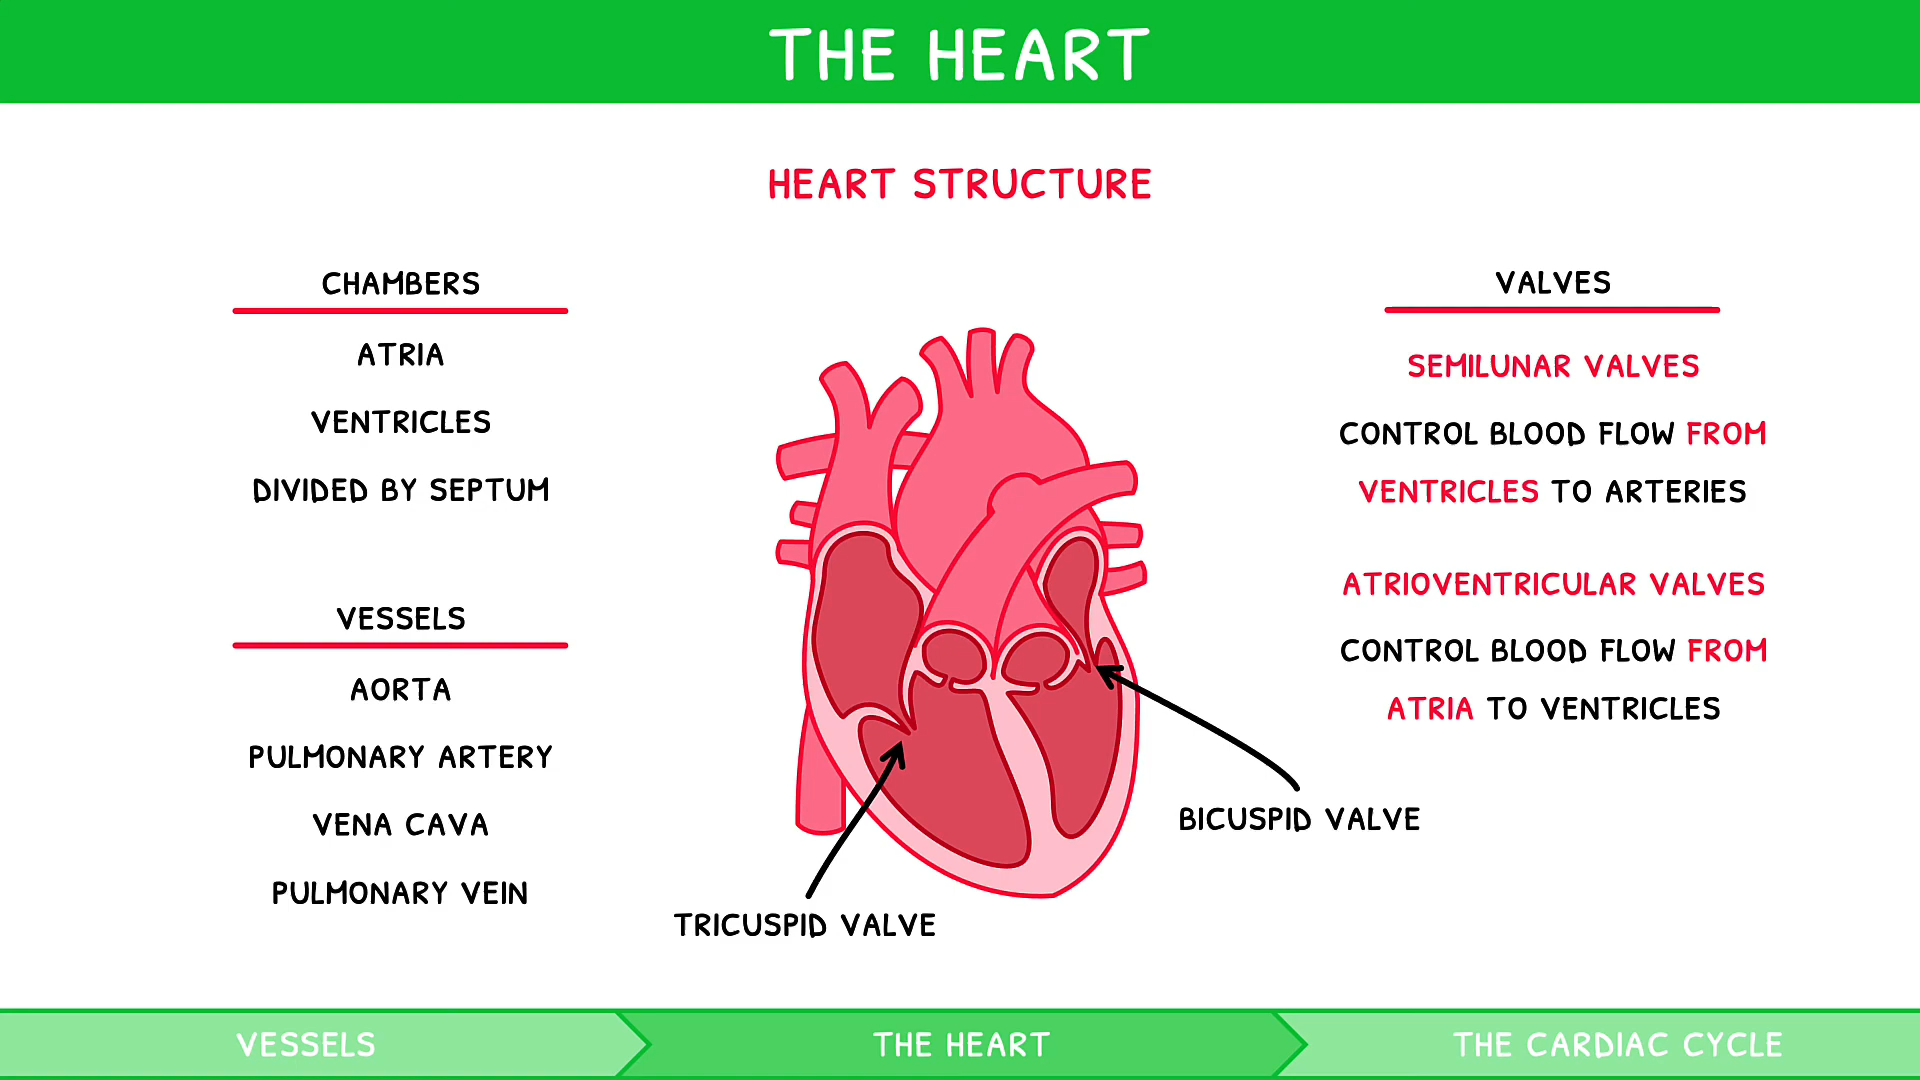 THE HEART
HEART STRUCTURE
CHAMBERS
ATRIA
VENTRICLES
DIVIDED BY SEPTUM
VESSELS
AORTA
PULMONARY ARTERY
VENA CAVA
PULMONARY VEIN
TRICUSPID VALVE
BICUSPID VALVE
VALVES
SEMILUNAR VALVES
CONTROL BLOOD FLOW FROM
VENTRICLES TO ARTERIES
ATRIOVENTRICULAR VALVES
CONTROL BLOOD FLOW FROM
ATRIA TO VENTRICLES
VESSELS
THE HEART
THE CARDIAC CYCLE